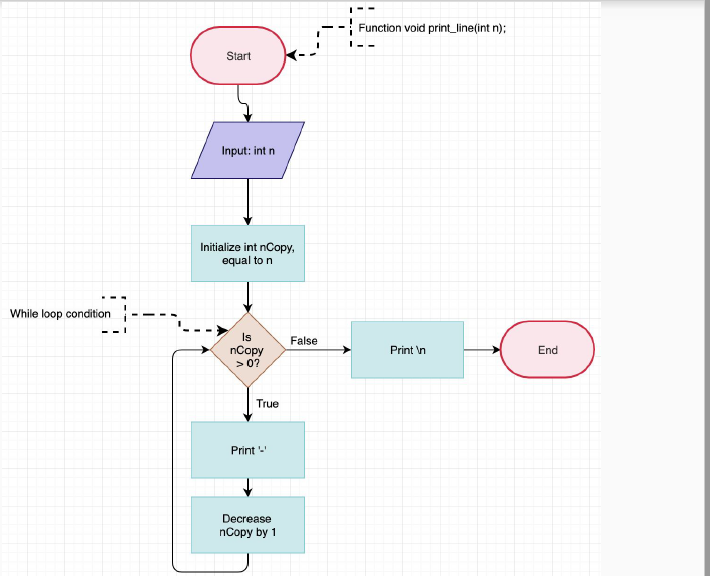 Function void print_line(int n);
Start
Input: int n
Initialize int nCopy,
equal to n
While loop condition
Is
nCopy
> 0?
False
Print \n
End
True
Print '-'
Decrease
nCopy by 1